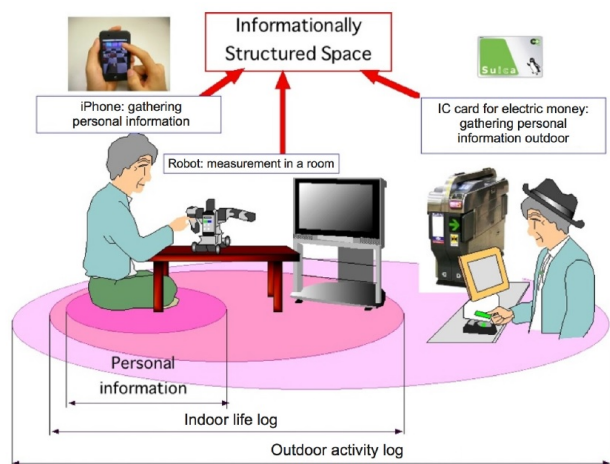 Informationally
Structured Space
Suica
iPhone: gathering
personal information
IC card for electric money:
gathering personal
information outdoor
Robot: measurement in a room
Personal
information
Indoor life log
Outdoor activity log